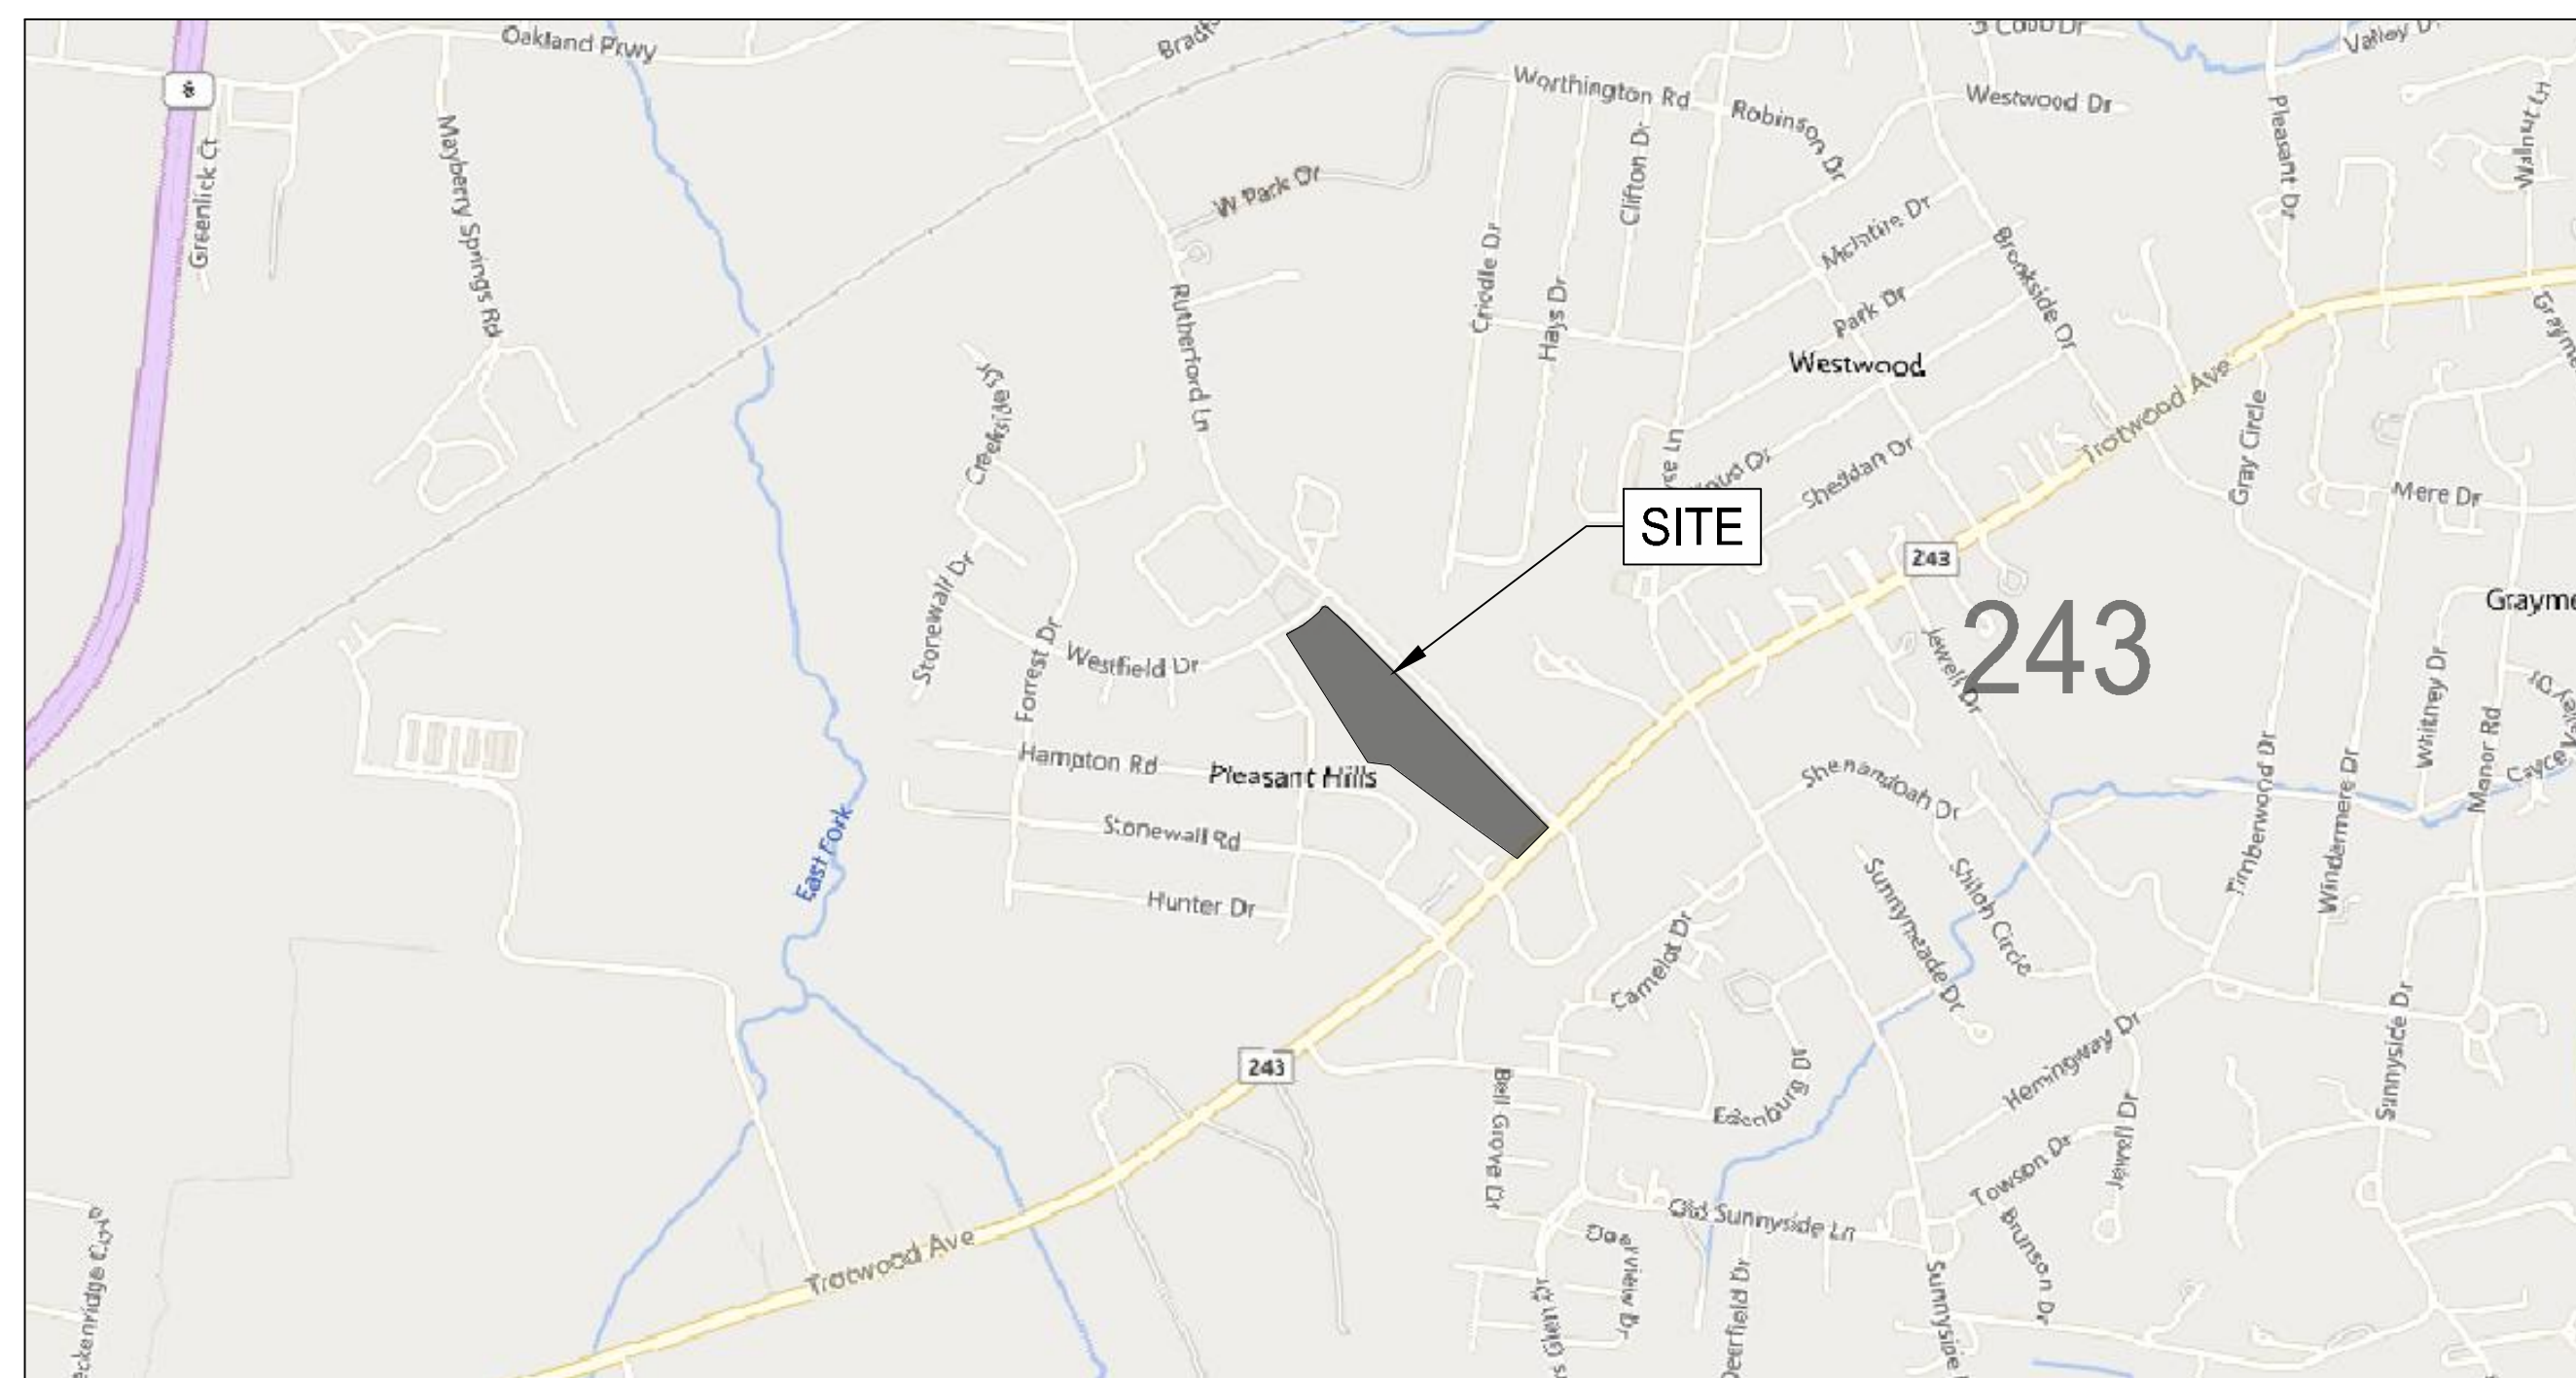 Oakland Prwy
Valley Dr
Worthington Rd
Robinson Dr
Westwood Dr
Pleasant Dr
Walnut Ln
Greenlick Ct
Mayberry Springs Rd
W Park Dr
Clifton Dr
McIntire Dr
Criddle Dr
Hays Dr
Park Dr
Brookside Dr
Rutherford Ln
Westwood
Trotwood Ave
Gray Circle
Creekside Dr
Sheddan Dr
Mere Dr
SITE
243
243
Stonewall Dr
Forrest Dr
Westfield Dr
Jewell Dr
Whitney Dr
Manor Rd
Hampton Rd
Pleasant Hills
Shenandoah Dr
Timberwood Dr
Windermere Dr
East Fork
Stonewall Rd
Hunter Dr
Sunnymeade Dr
Shiloh Circle
Camelot Dr
243
Hemingway Dr
Sunnyside Dr
Bell Grove Dr
Edenburg Dr
Jewell Dr
Towson Dr
Old Sunnyside Ln
Brunson Dr
Trotwood Ave